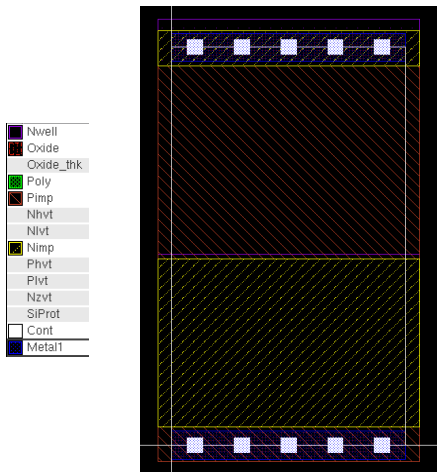 Nwell
Oxide
Oxide_thk
Poly
Pimp
Nhvt
Nlvt
Nimp
Phvt
Plvt
Nzvt
SiProt
Cont
Metal1